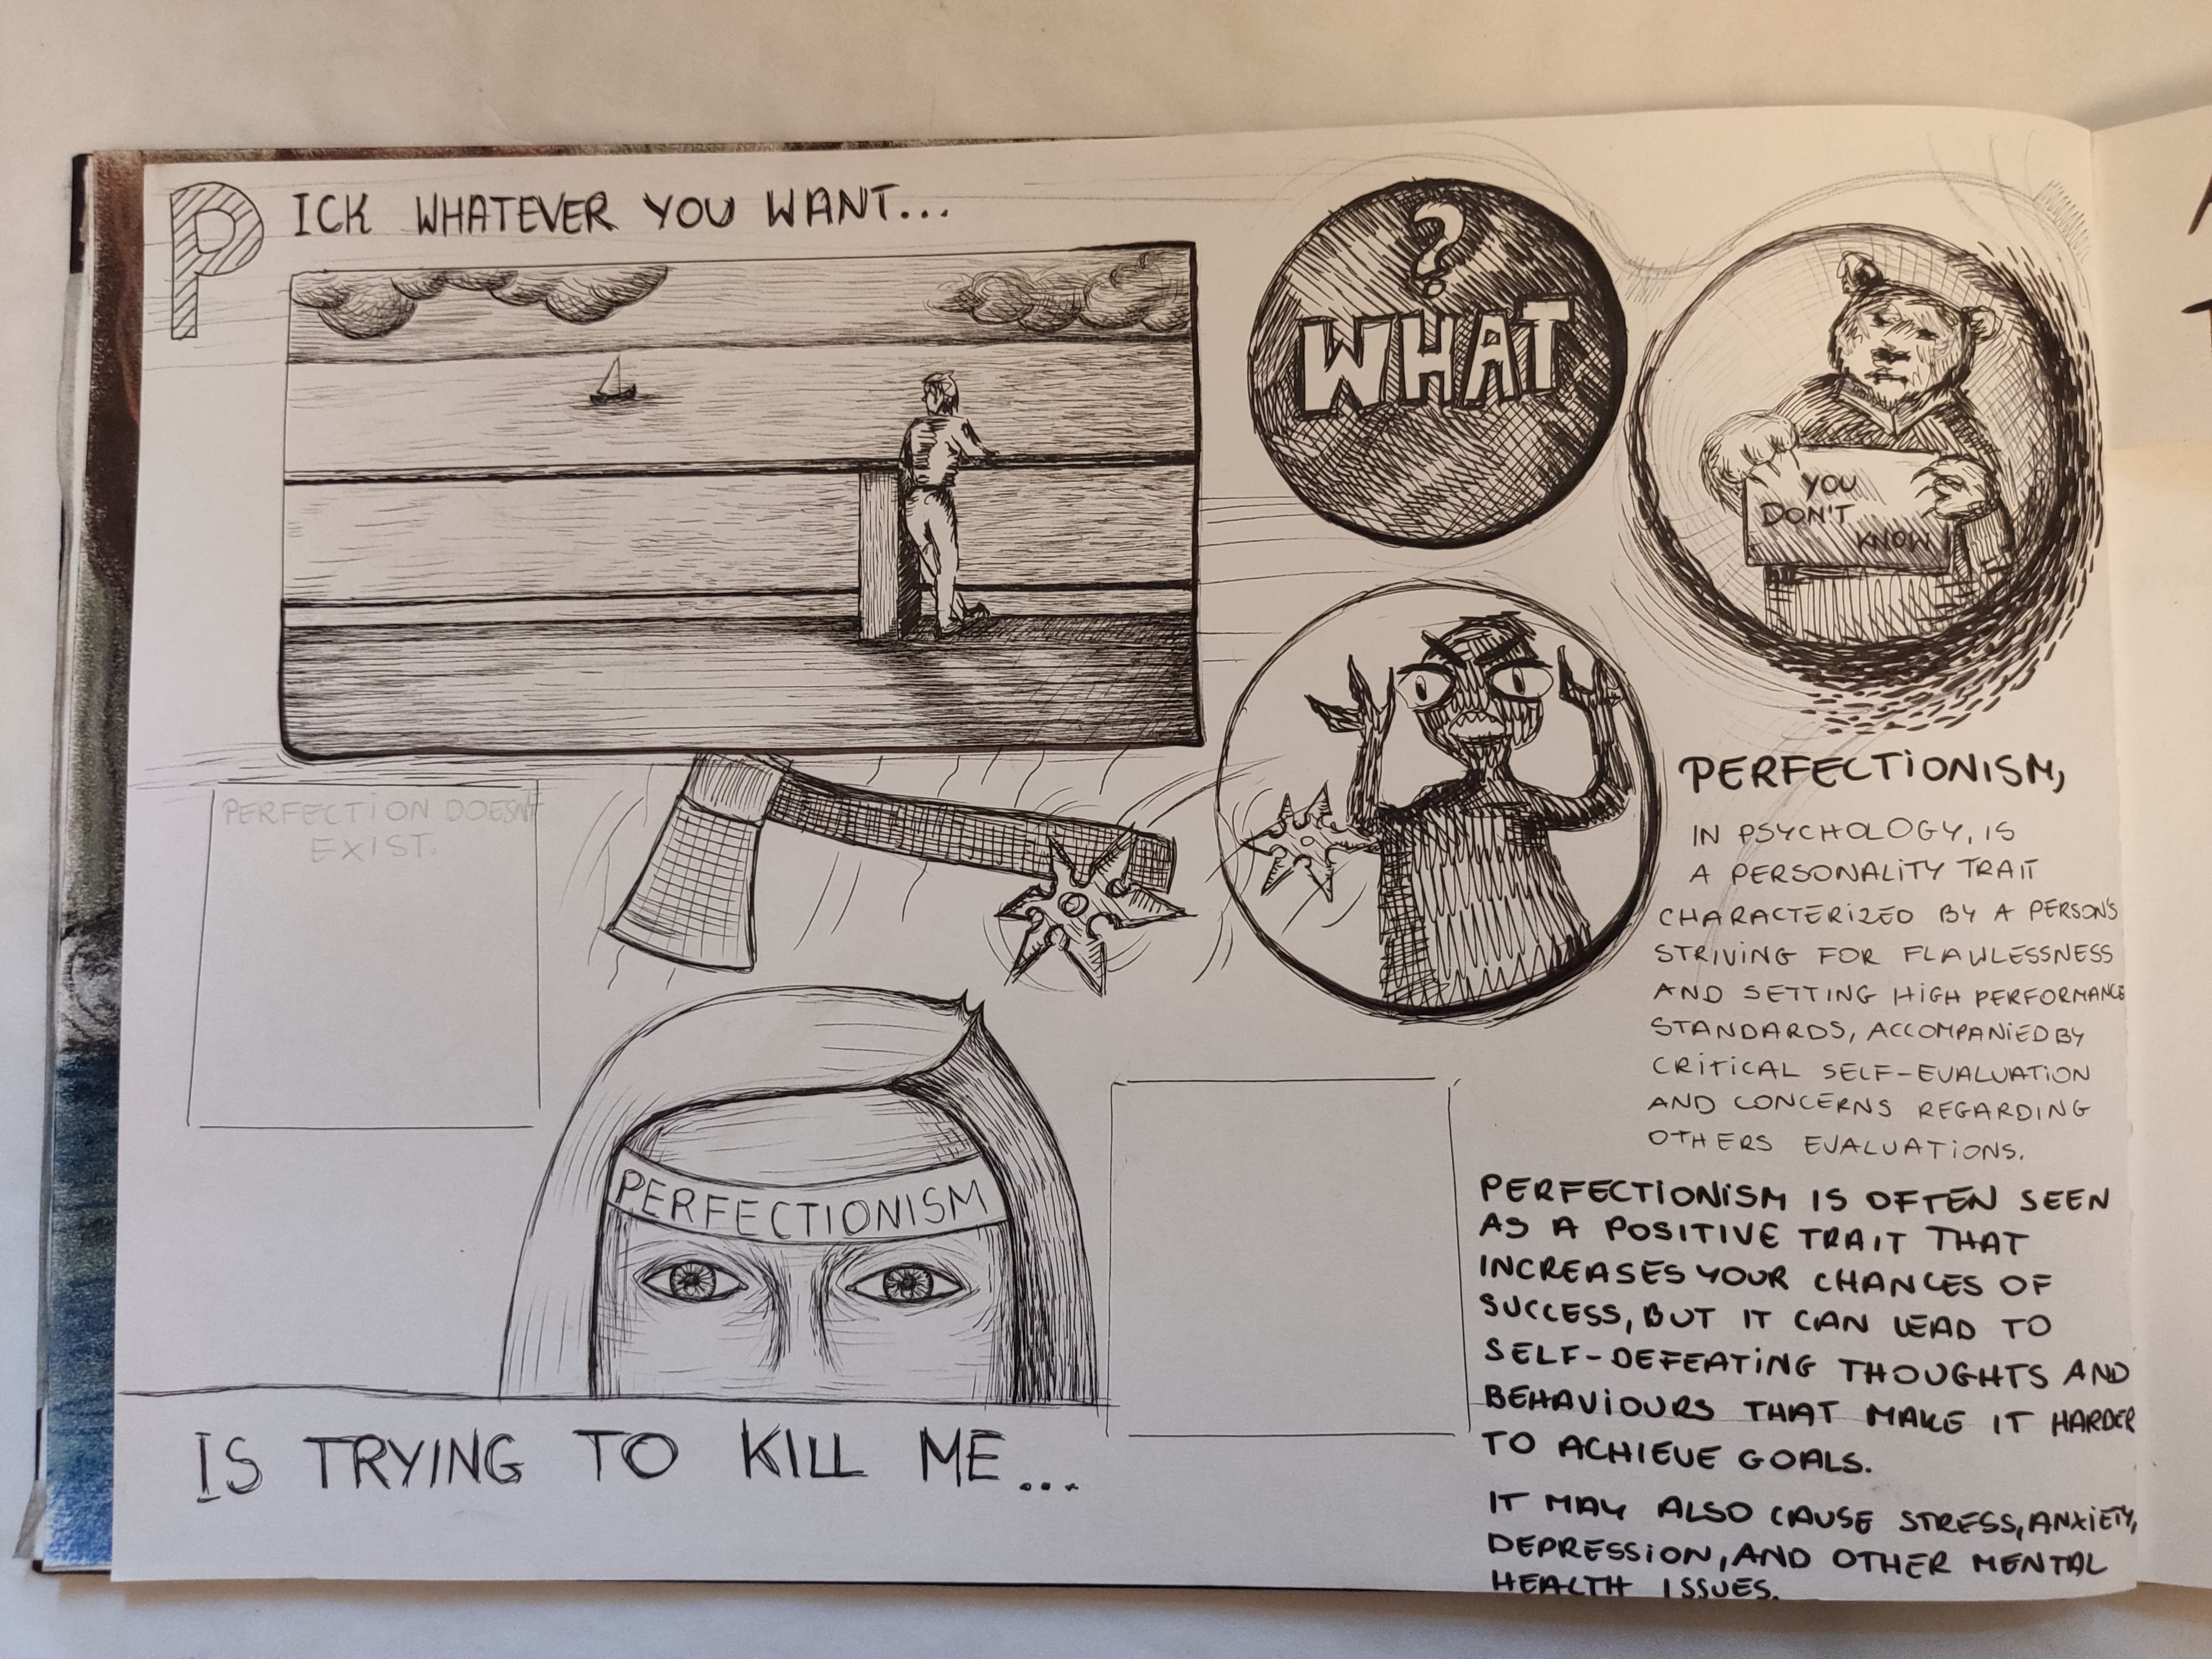 PICK WHATEVER YOU WANT...
?
WHAT
YOU
DON'T
KNOW
PERFECTION DOESN'T
EXIST.
PERFECTIONISM
IS TRYING TO KILL ME...
PERFECTIONISM,
IN PSYCHOLOGY, IS
A PERSONALITY TRAIT
CHARACTERIZED BY A PERSON'S
STRIVING FOR FLAWLESSNESS
AND SETTING HIGH PERFORMANCE
STANDARDS, ACCOMPANIED BY
CRITICAL SELF-EVALUATION
AND CONCERNS REGARDING
OTHERS EVALUATIONS.
PERFECTIONISM IS OFTEN SEEN
AS A POSITIVE TRAIT THAT
INCREASES YOUR CHANCES OF
SUCCESS, BUT IT CAN LEAD TO
SELF-DEFEATING THOUGHTS AND
BEHAVIOURS THAT MAKE IT HARDER
TO ACHIEVE GOALS.
IT MAY ALSO CAUSE STRESS, ANXIETY,
DEPRESSION, AND OTHER MENTAL
HEALTH ISSUES.